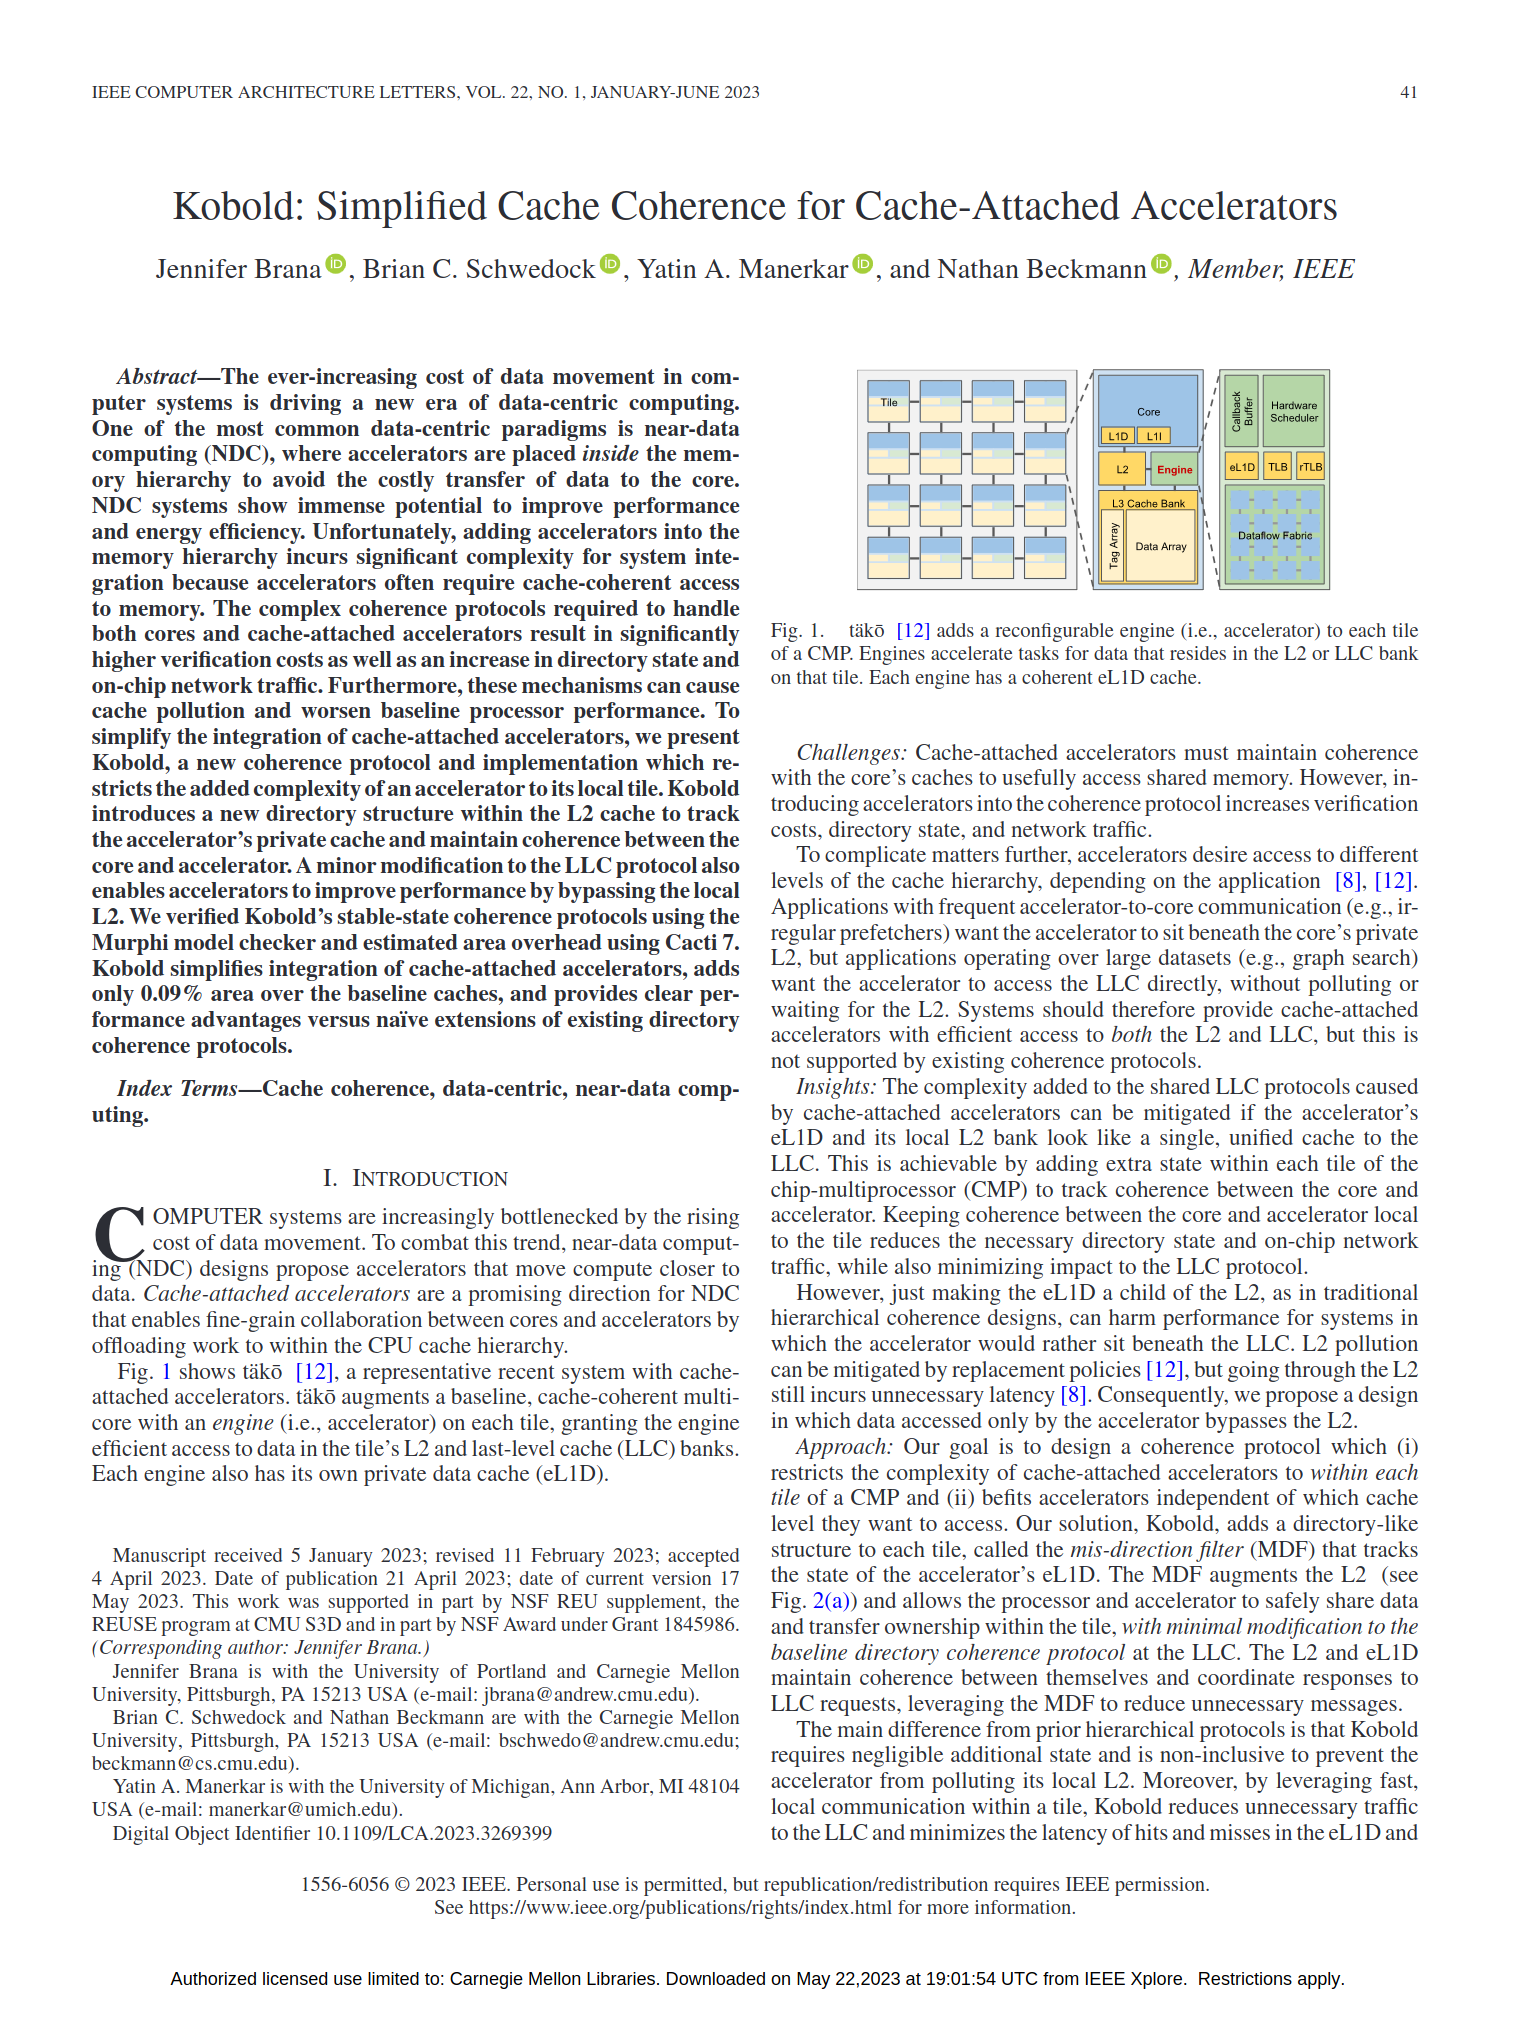 IEEE COMPUTER ARCHITECTURE LETTERS, VOL. 22, NO. 1, JANUARY-JUNE 2023
41
Kobold: Simplified Cache Coherence for Cache-Attached Accelerators
Jennifer Brana, Brian C. Schwedock, Yatin A. Manerkar, and Nathan Beckmann, Member, IEEE
Abstract—The ever-increasing cost of data movement in com-
puter systems is driving a new era of data-centric computing.
One of the most common data-centric paradigms is near-data
computing (NDC), where accelerators are placed inside the mem-
ory hierarchy to avoid the costly transfer of data to the core.
NDC systems show immense potential to improve performance
and energy efficiency. Unfortunately, adding accelerators into the
memory hierarchy incurs significant complexity for system inte-
gration because accelerators often require cache-coherent access
to memory. The complex coherence protocols required to handle
both cores and cache-attached accelerators result in significantly
higher verification costs as well as an increase in directory state and
on-chip network traffic. Furthermore, these mechanisms can cause
cache pollution and worsen baseline processor performance. To
simplify the integration of cache-attached accelerators, we present
Kobold, a new coherence protocol and implementation which re-
stricts the added complexity of an accelerator to its local tile. Kobold
introduces a new directory structure within the L2 cache to track
the accelerator's private cache and maintain coherence between the
core and accelerator. A minor modification to the LLC protocol also
enables accelerators to improve performance by bypassing the local
L2. We verified Kobold's stable-state coherence protocols using the
Murphi model checker and estimated area overhead using Cacti 7.
Kobold simplifies integration of cache-attached accelerators, adds
only 0.09% area over the baseline caches, and provides clear per-
formance advantages versus naïve extensions of existing directory
coherence protocols.
Index Terms—Cache coherence, data-centric, near-data comp-
uting.
I. INTRODUCTION
COMPUTER systems are increasingly bottlenecked by the rising
cost of data movement. To combat this trend, near-data comput-
ing (NDC) designs propose accelerators that move compute closer to
data. Cache-attached accelerators are a promising direction for NDC
that enables fine-grain collaboration between cores and accelerators by
offloading work to within the CPU cache hierarchy.
Fig. 1 shows täkō [12], a representative recent system with cache-
attached accelerators. täkō augments a baseline, cache-coherent multi-
core with an engine (i.e., accelerator) on each tile, granting the engine
efficient access to data in the tile's L2 and last-level cache (LLC) banks.
Each engine also has its own private data cache (eL1D).
Manuscript received 5 January 2023; revised 11 February 2023; accepted
4 April 2023. Date of publication 21 April 2023; date of current version 17
May 2023. This work was supported in part by NSF REU supplement, the
REUSE program at CMU S3D and in part by NSF Award under Grant 1845986.
(Corresponding author: Jennifer Brana.)
Jennifer Brana is with the University of Portland and Carnegie Mellon
University, Pittsburgh, PA 15213 USA (e-mail: jbrana@andrew.cmu.edu).
Brian C. Schwedock and Nathan Beckmann are with the Carnegie Mellon
University, Pittsburgh, PA 15213 USA (e-mail: bschwedo@andrew.cmu.edu;
beckmann@cs.cmu.edu).
Yatin A. Manerkar is with the University of Michigan, Ann Arbor, MI 48104
USA (e-mail: manerkar@umich.edu).
Digital Object Identifier 10.1109/LCA.2023.3269399
Tile
Core
L1D
L1I
L2
Engine
L3 Cache Bank
Tag Array
Data Array
Callback
Buffer
Hardware
Scheduler
eL1D
TLB
rTLB
Dataflow Fabric
Fig. 1. täkō [12] adds a reconfigurable engine (i.e., accelerator) to each tile
of a CMP. Engines accelerate tasks for data that resides in the L2 or LLC bank
on that tile. Each engine has a coherent eL1D cache.
Challenges: Cache-attached accelerators must maintain coherence
with the core's caches to usefully access shared memory. However, in-
troducing accelerators into the coherence protocol increases verification
costs, directory state, and network traffic.
To complicate matters further, accelerators desire access to different
levels of the cache hierarchy, depending on the application [8], [12].
Applications with frequent accelerator-to-core communication (e.g., ir-
regular prefetchers) want the accelerator to sit beneath the core's private
L2, but applications operating over large datasets (e.g., graph search)
want the accelerator to access the LLC directly, without polluting or
waiting for the L2. Systems should therefore provide cache-attached
accelerators with efficient access to both the L2 and LLC, but this is
not supported by existing coherence protocols.
Insights: The complexity added to the shared LLC protocols caused
by cache-attached accelerators can be mitigated if the accelerator's
eL1D and its local L2 bank look like a single, unified cache to the
LLC. This is achievable by adding extra state within each tile of the
chip-multiprocessor (CMP) to track coherence between the core and
accelerator. Keeping coherence between the core and accelerator local
to the tile reduces the necessary directory state and on-chip network
traffic, while also minimizing impact to the LLC protocol.
However, just making the eL1D a child of the L2, as in traditional
hierarchical coherence designs, can harm performance for systems in
which the accelerator would rather sit beneath the LLC. L2 pollution
can be mitigated by replacement policies [12], but going through the L2
still incurs unnecessary latency [8]. Consequently, we propose a design
in which data accessed only by the accelerator bypasses the L2.
Approach: Our goal is to design a coherence protocol which (i)
restricts the complexity of cache-attached accelerators to within each
tile of a CMP and (ii) befits accelerators independent of which cache
level they want to access. Our solution, Kobold, adds a directory-like
structure to each tile, called the mis-direction filter (MDF) that tracks
the state of the accelerator's eL1D. The MDF augments the L2 (see
Fig. 2(a)) and allows the processor and accelerator to safely share data
and transfer ownership within the tile, with minimal modification to the
baseline directory coherence protocol at the LLC. The L2 and eL1D
maintain coherence between themselves and coordinate responses to
LLC requests, leveraging the MDF to reduce unnecessary messages.
The main difference from prior hierarchical protocols is that Kobold
requires negligible additional state and is non-inclusive to prevent the
accelerator from polluting its local L2. Moreover, by leveraging fast,
local communication within a tile, Kobold reduces unnecessary traffic
to the LLC and minimizes the latency of hits and misses in the eL1D and
1556-6056 © 2023 IEEE. Personal use is permitted, but republication/redistribution requires IEEE permission.
See https://www.ieee.org/publications/rights/index.html for more information.
Authorized licensed use limited to: Carnegie Mellon Libraries. Downloaded on May 22,2023 at 19:01:54 UTC from IEEE Xplore. Restrictions apply.